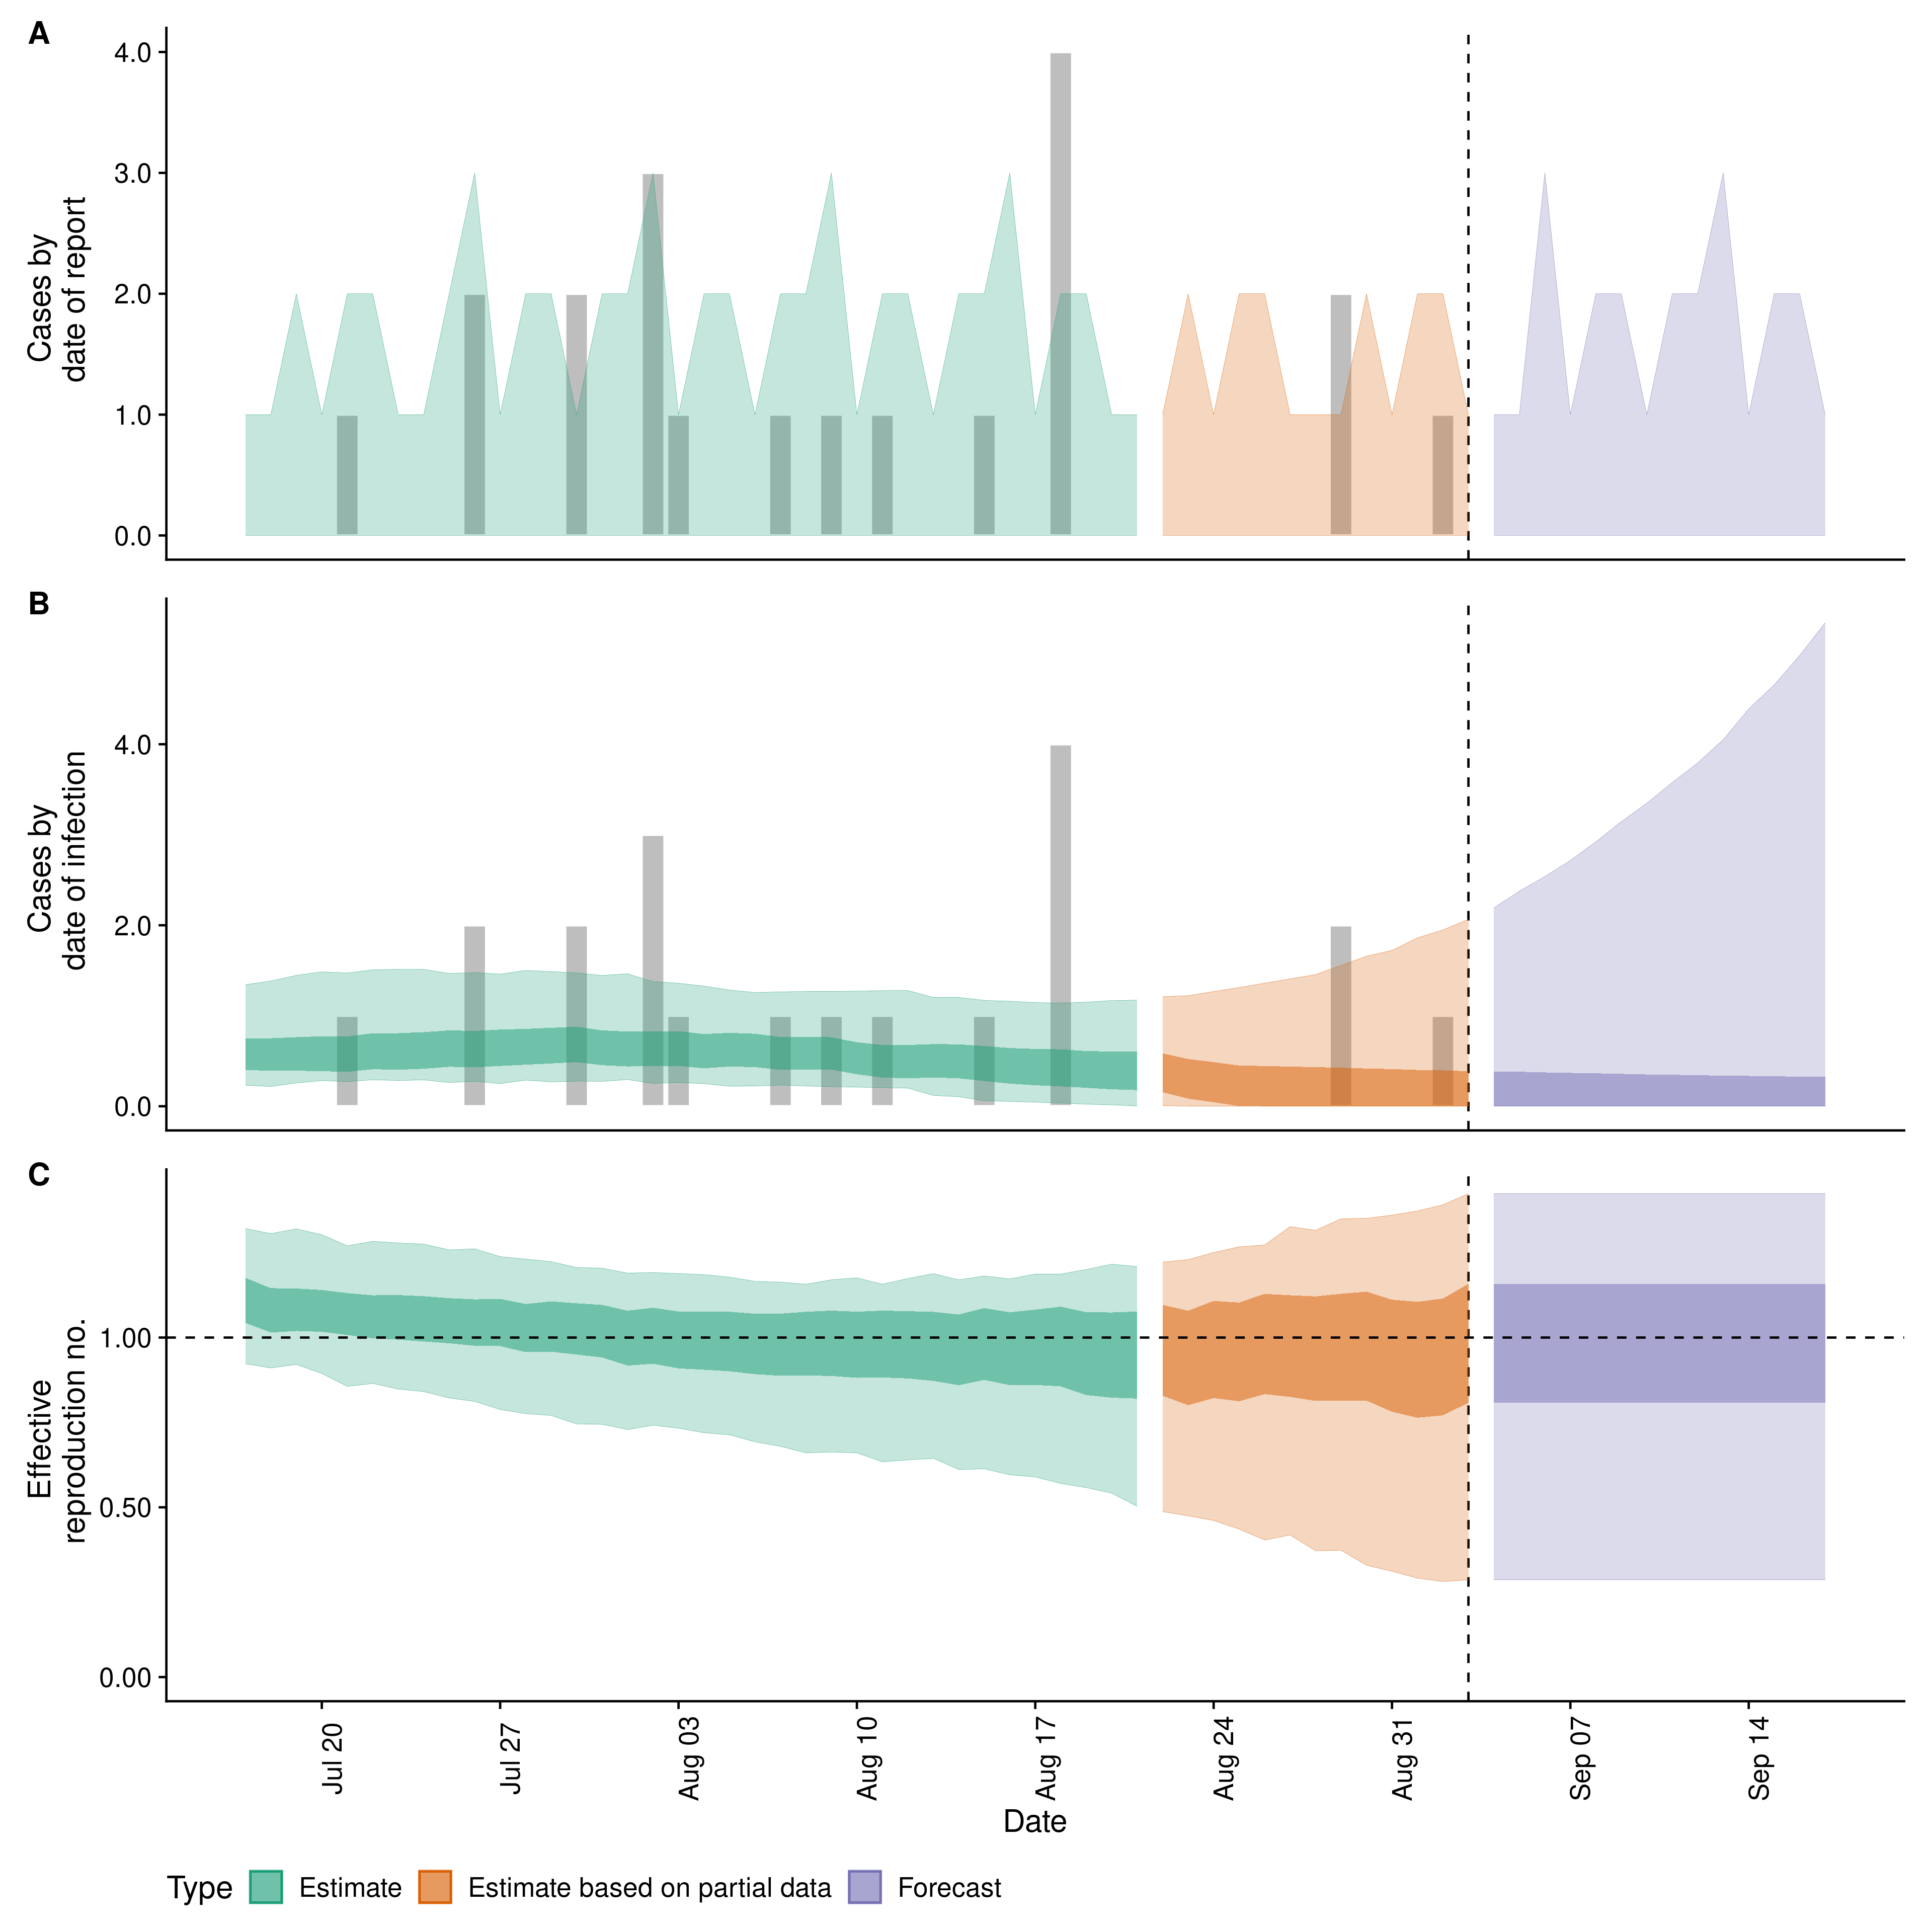 A
Cases by
date of report
4.0
3.0
2.0
1.0
0.0
B
Cases by
date of infection
4.0
2.0
0.0
C
Effective
reproduction no.
1.00
0.50
0.00
Jul 20
Jul 27
Aug 03
Aug 10
Aug 17
Aug 24
Aug 31
Sep 07
Sep 14
Date
Type Estimate Estimate based on partial data Forecast